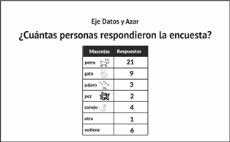 Eje Datos y Azar
¿Cuántas personas respondieron la encuesta?
Mascotas Respuestas
perro 21
gato 9
pájaro 3
pez 2
conejo 4
otra 1
notiene 6